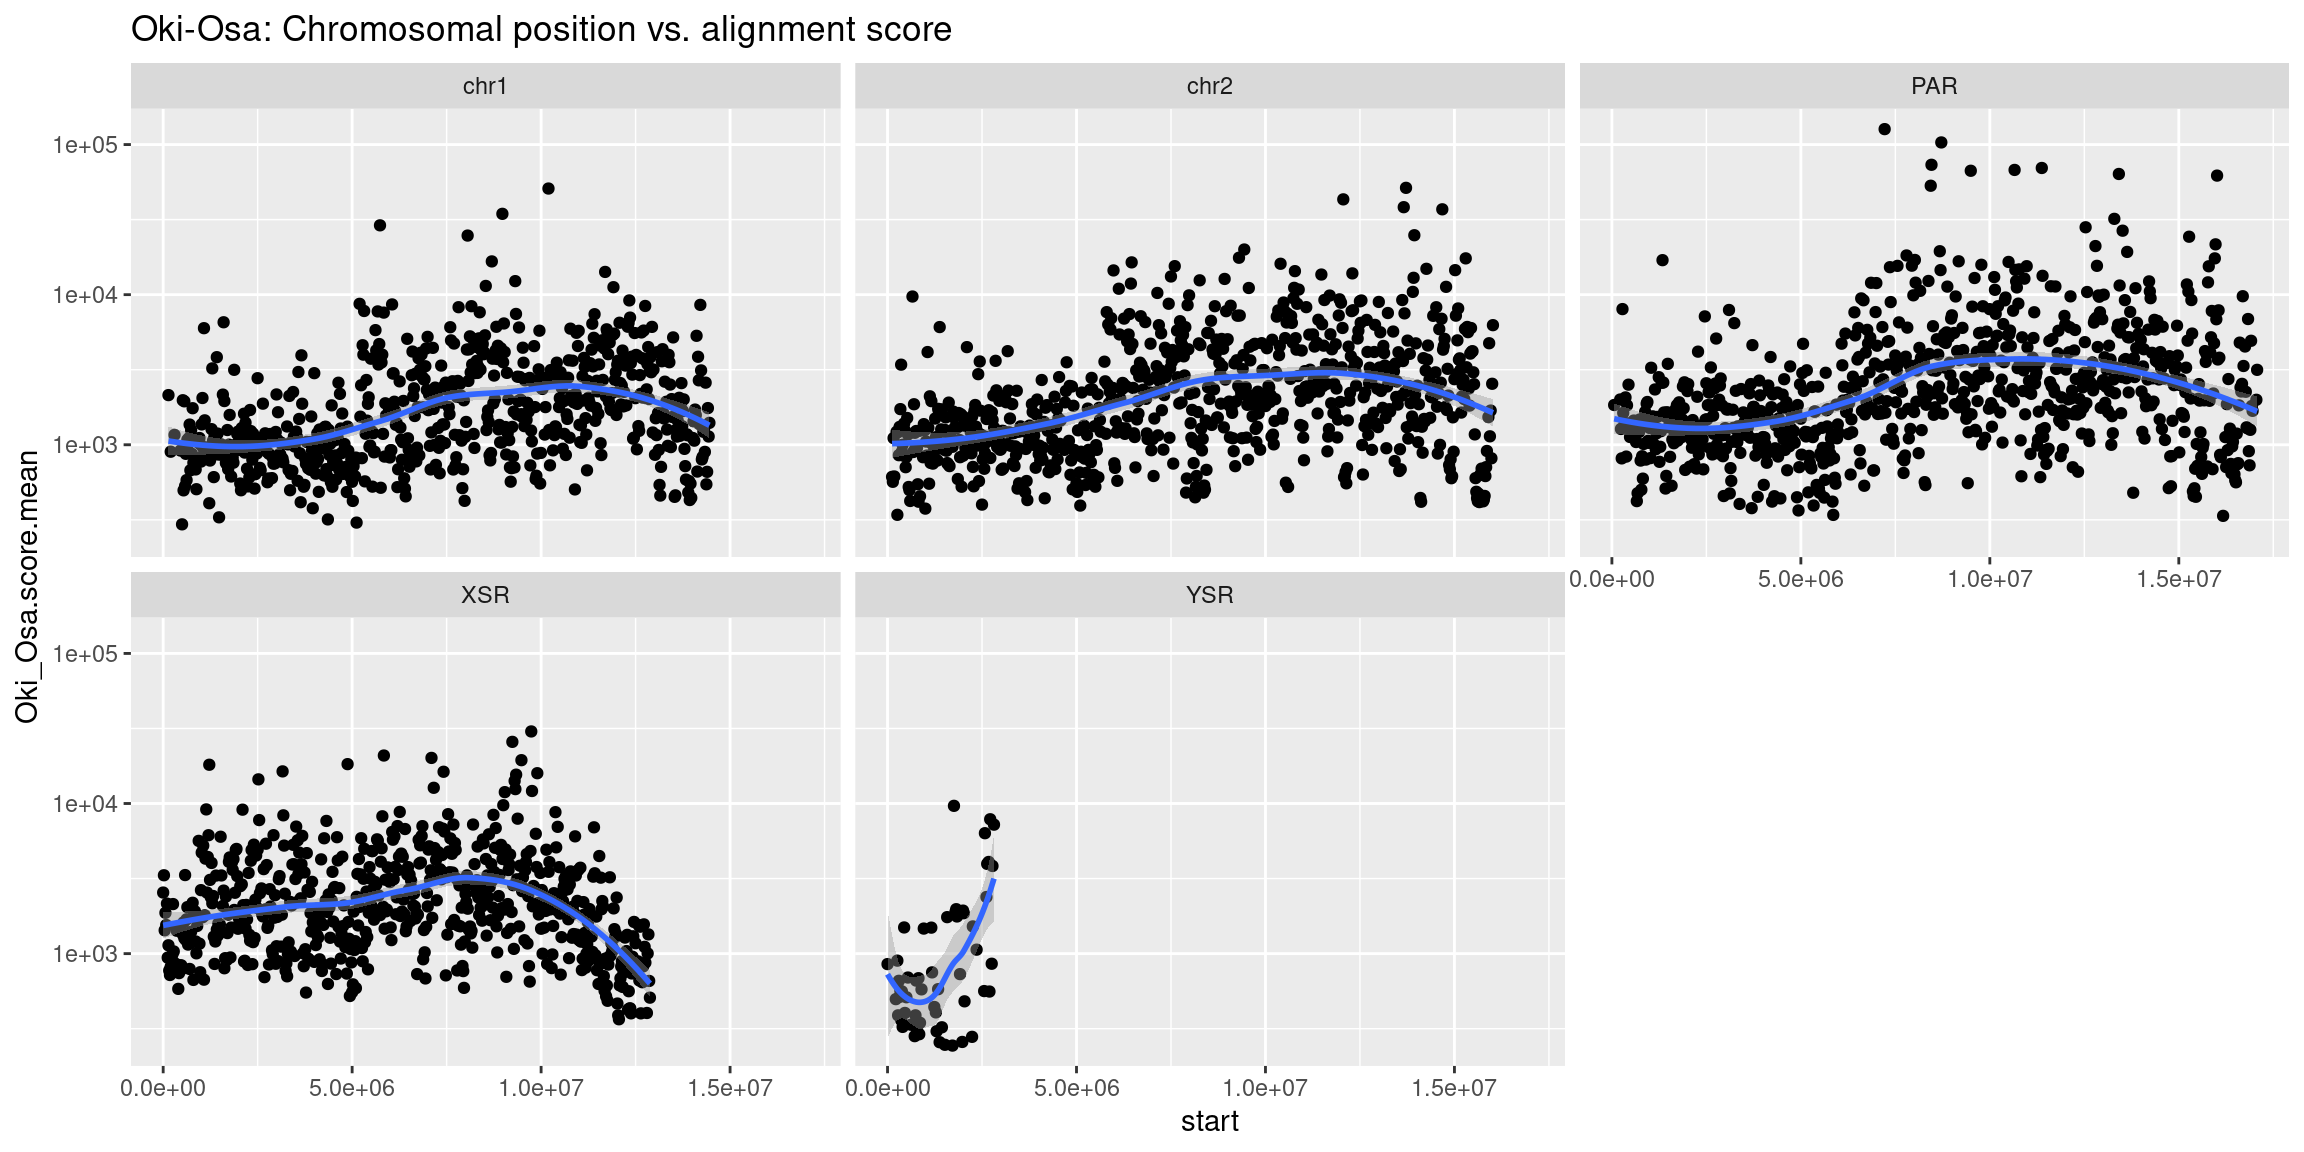 Oki-Osa: Chromosomal position vs. alignment score
chr1
chr2
PAR
1e+05
1e+04
1e+03
0.0e+00 5.0e+06 1.0e+07 1.5e+07
XSR
YSR
1e+05
1e+04
1e+03
0.0e+00 5.0e+06 1.0e+07 1.5e+07
0.0e+00 5.0e+06 1.0e+07 1.5e+07
start
Oki_Osa.score.mean